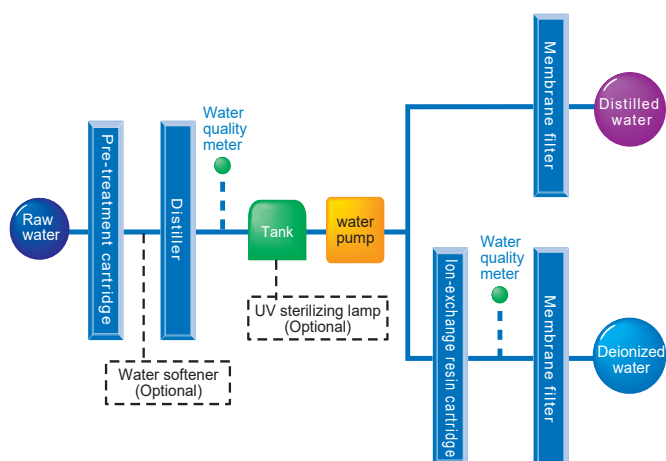 Raw
water
Pre-treatment cartridge
Water softener
(Optional)
Distiller
Water
quality
meter
Tank
UV sterilizing lamp
(Optional)
water
pump
Membrane filter
Distilled
water
Ion-exchange resin cartridge
Water
quality
meter
Membrane filter
Deionized
water